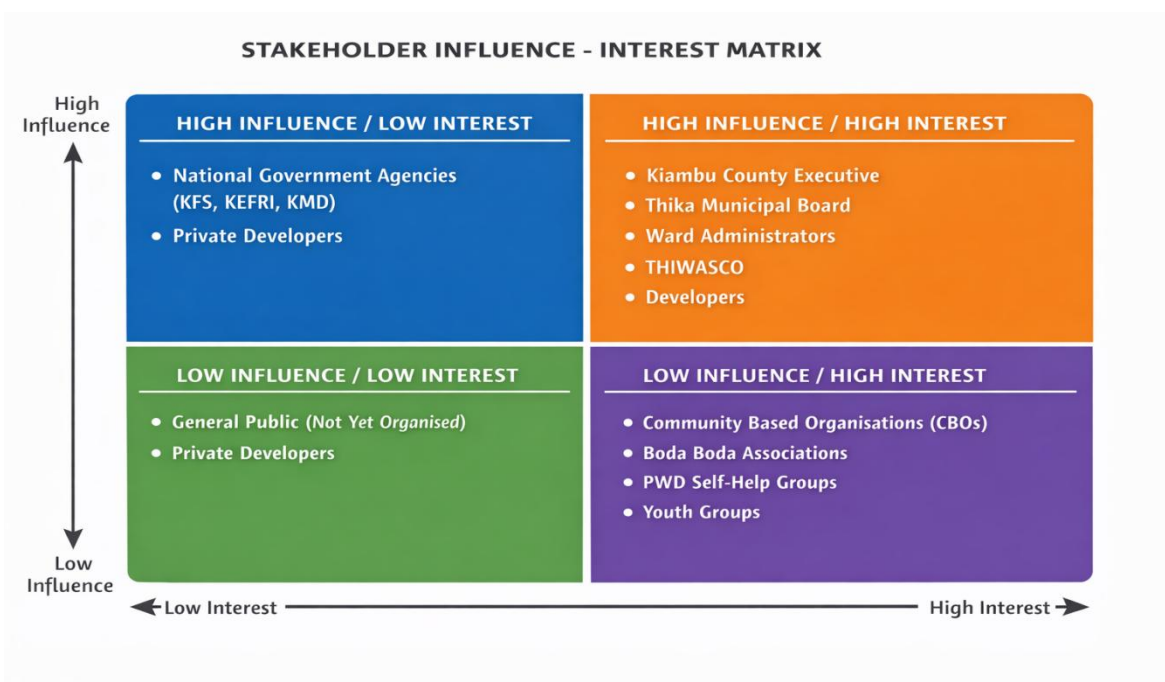 STAKEHOLDER INFLUENCE - INTEREST MATRIX
High
Influence
HIGH INFLUENCE / LOW INTEREST
• National Government Agencies
(KFS, KEFRI, KMD)
• Private Developers
HIGH INFLUENCE / HIGH INTEREST
• Kiambu County Executive
• Thika Municipal Board
• Ward Administrators
• THIWASCO
• Developers
LOW INFLUENCE / LOW INTEREST
• General Public (Not Yet Organised)
• Private Developers
LOW INFLUENCE / HIGH INTEREST
• Community Based Organisations (CBOs)
• Boda Boda Associations
• PWD Self-Help Groups
• Youth Groups
Low
Influence
Low Interest
High Interest